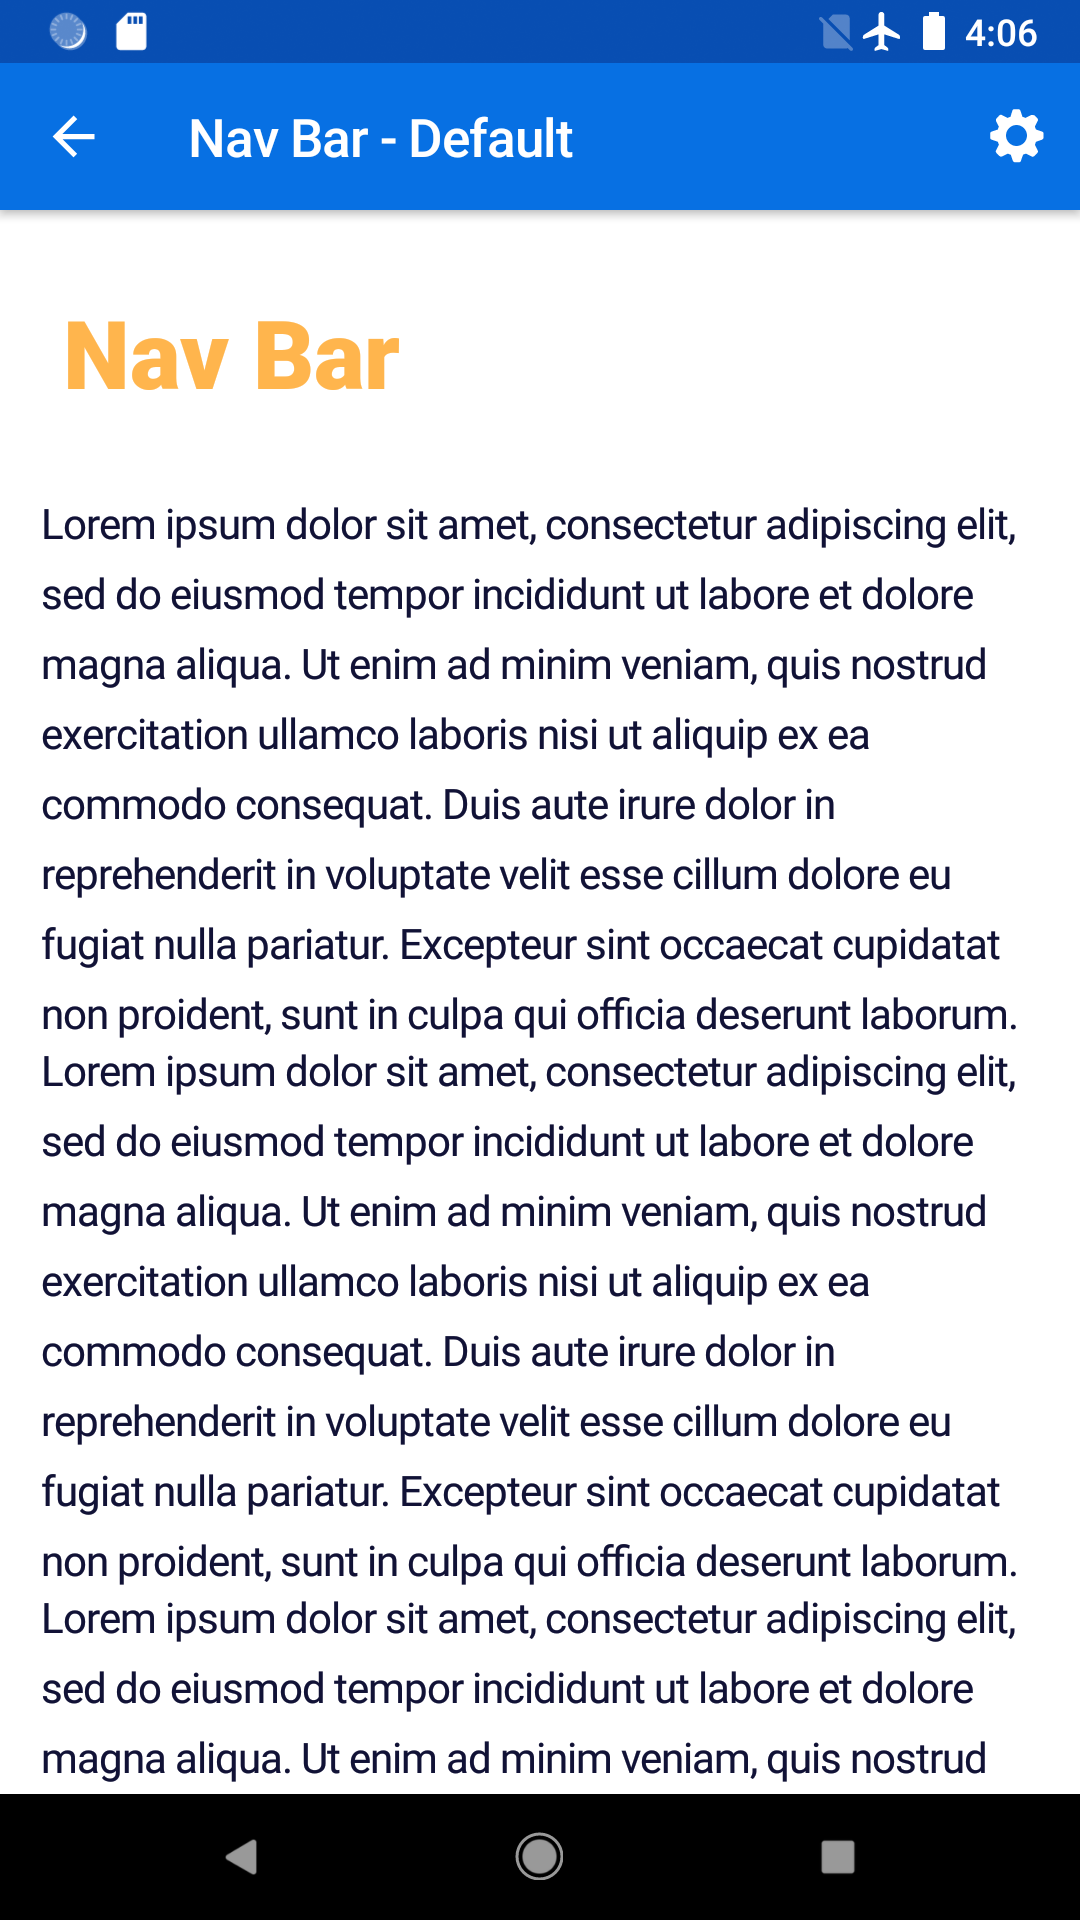 4:06
Nav Bar - Default
Nav Bar
Lorem ipsum dolor sit amet, consectetur adipiscing elit,
sed do eiusmod tempor incididunt ut labore et dolore
magna aliqua. Ut enim ad minim veniam, quis nostrud
exercitation ullamco laboris nisi ut aliquip ex ea
commodo consequat. Duis aute irure dolor in
reprehenderit in voluptate velit esse cillum dolore eu
fugiat nulla pariatur. Excepteur sint occaecat cupidatat
non proident, sunt in culpa qui officia deserunt laborum.
Lorem ipsum dolor sit amet, consectetur adipiscing elit,
sed do eiusmod tempor incididunt ut labore et dolore
magna aliqua. Ut enim ad minim veniam, quis nostrud
exercitation ullamco laboris nisi ut aliquip ex ea
commodo consequat. Duis aute irure dolor in
reprehenderit in voluptate velit esse cillum dolore eu
fugiat nulla pariatur. Excepteur sint occaecat cupidatat
non proident, sunt in culpa qui officia deserunt laborum.
Lorem ipsum dolor sit amet, consectetur adipiscing elit,
sed do eiusmod tempor incididunt ut labore et dolore
magna aliqua. Ut enim ad minim veniam, quis nostrud